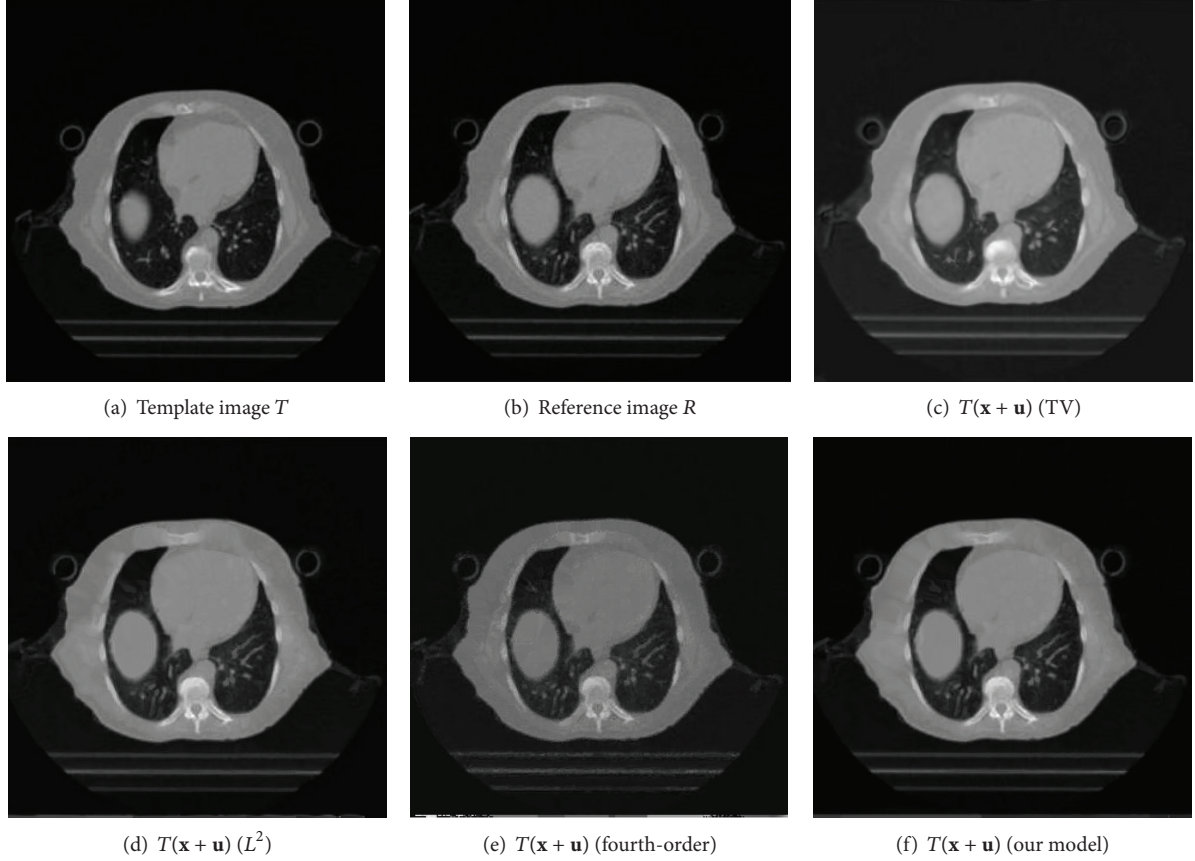 (a) Template image T
(b) Reference image R
(c) T(x + u) (TV)
(d) T(x + u) (L²)
(e) T(x + u) (fourth-order)
(f) T(x + u) (our model)